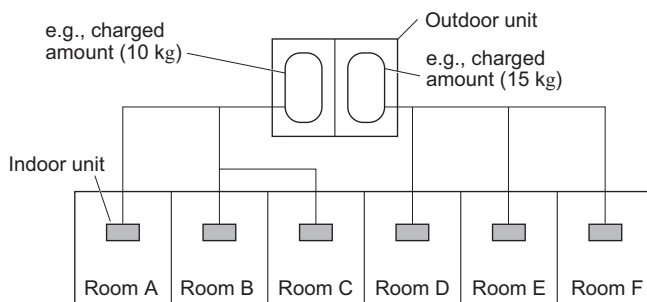 e.g., charged
amount (10 kg)
Outdoor unit
e.g., charged
amount (15 kg)
Indoor unit
Room A
Room B
Room C
Room D
Room E
Room F